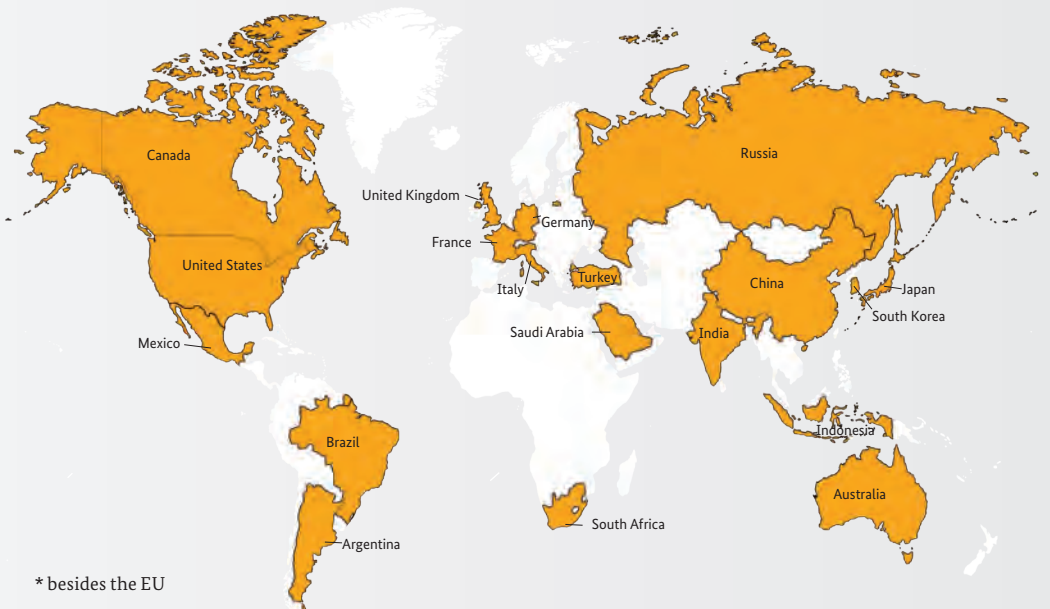 Canada
Russia
United Kingdom
Germany
France
United States
Italy
Turkey
China
Japan
South Korea
Saudi Arabia
India
Mexico
Indonesia
Brazil
Australia
South Africa
Argentina
* besides the EU